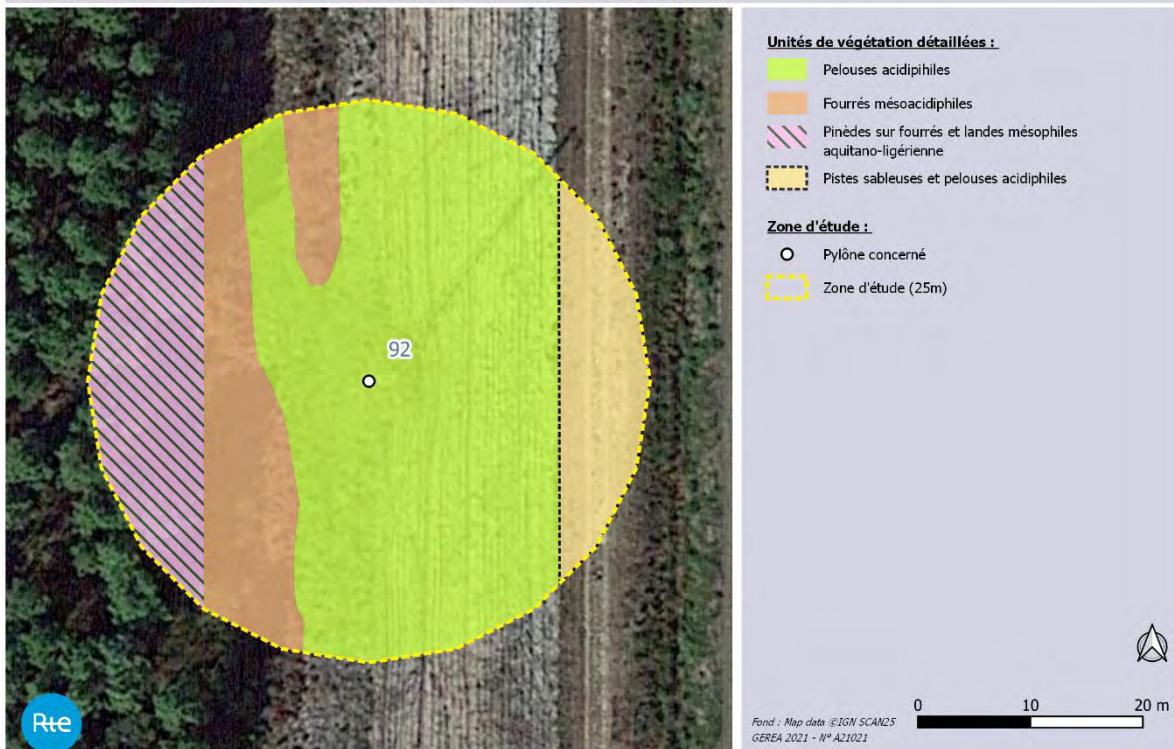 Unités de végétation détaillées :
Pelouses acidipihiles
Fourrés mésoacidiphiles
Pinèdes sur fourrés et landes mésophiles
aquitano-ligérienne
Pistes sableuses et pelouses acidiphiles
Zone d'étude :
Pylône concerné
Zone d'étude (25m)
92
Rte
0 10 20 m
Fond : Map data ©IGN SCAN25
GEREA 2021 - N° A21021